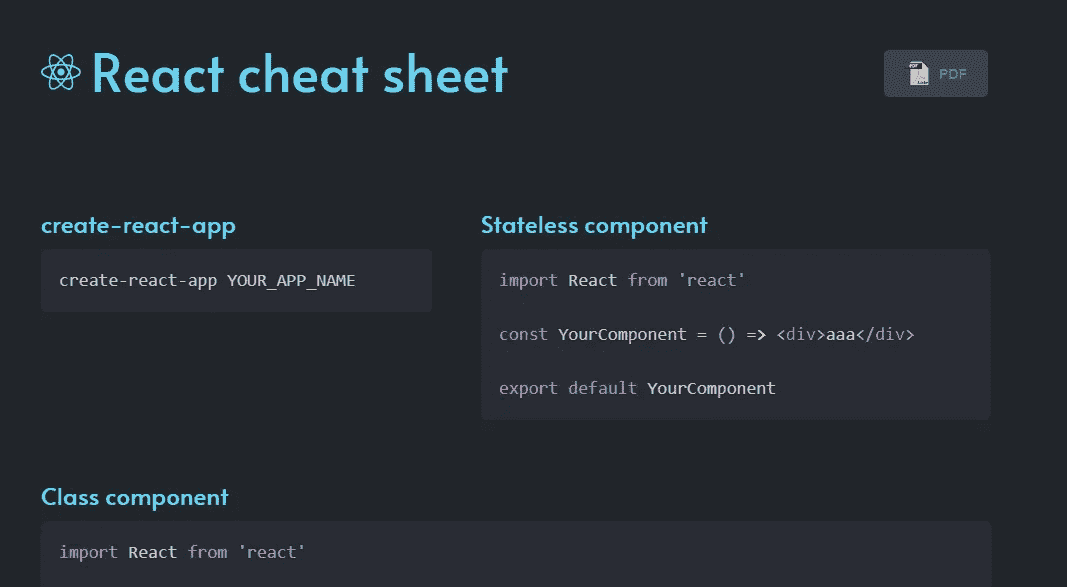 React cheat sheet
PDF
create-react-app
create-react-app YOUR_APP_NAME
Stateless component
import React from 'react'
const YourComponent = () => <div>aaa</div>
export default YourComponent
Class component
import React from 'react'